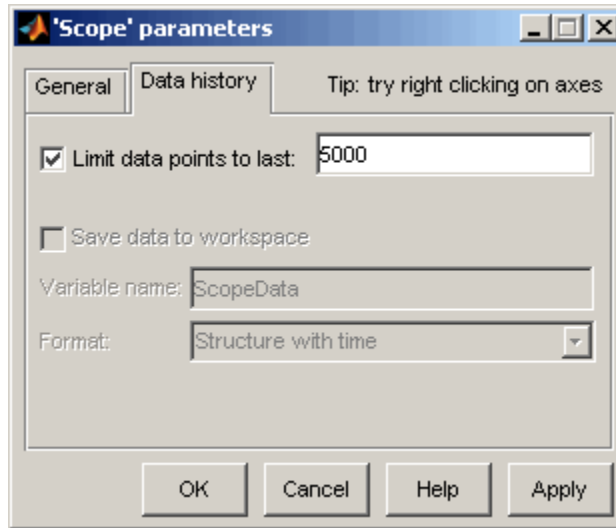 'Scope' parameters
General
Data history
Tip: try right clicking on axes
Limit data points to last: 5000
Save data to workspace
Variable name: ScopeData
Format: Structure with time
OK Cancel Help Apply